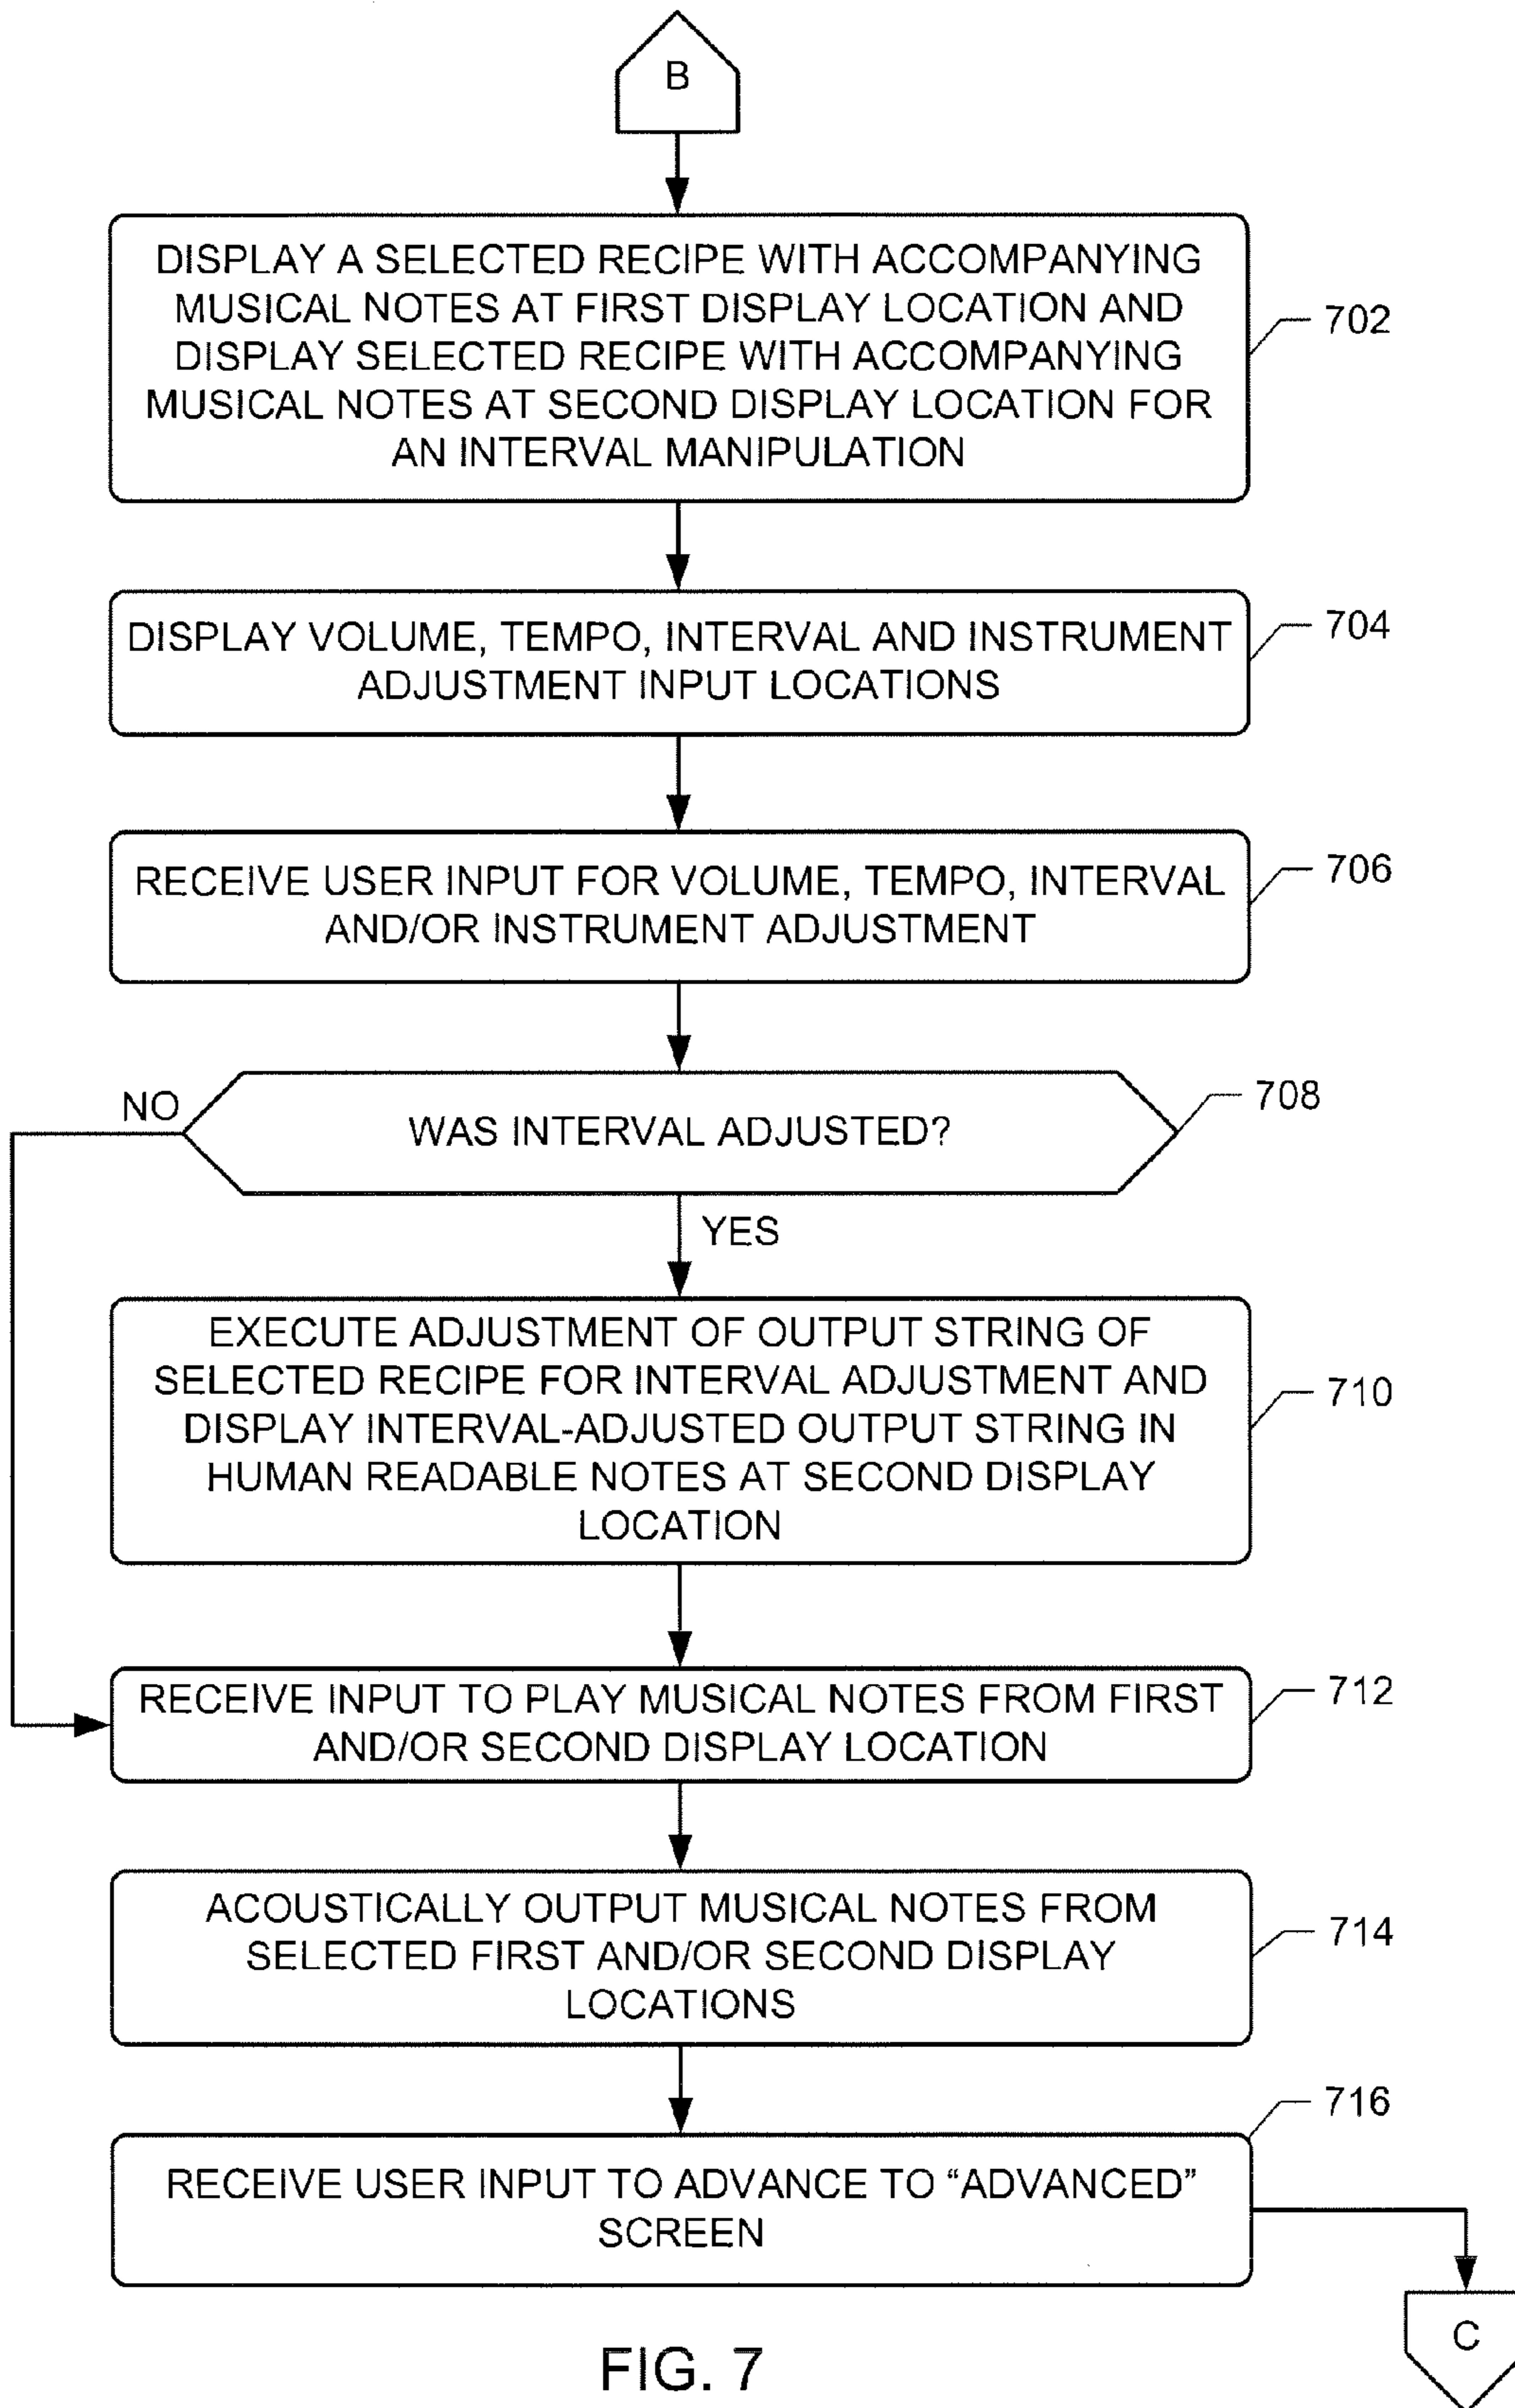 B
DISPLAY A SELECTED RECIPE WITH ACCOMPANYING
MUSICAL NOTES AT FIRST DISPLAY LOCATION AND
DISPLAY SELECTED RECIPE WITH ACCOMPANYING
MUSICAL NOTES AT SECOND DISPLAY LOCATION FOR
AN INTERVAL MANIPULATION
702
DISPLAY VOLUME, TEMPO, INTERVAL AND INSTRUMENT
ADJUSTMENT INPUT LOCATIONS
704
RECEIVE USER INPUT FOR VOLUME, TEMPO, INTERVAL
AND/OR INSTRUMENT ADJUSTMENT
706
NO
WAS INTERVAL ADJUSTED?
708
YES
EXECUTE ADJUSTMENT OF OUTPUT STRING OF
SELECTED RECIPE FOR INTERVAL ADJUSTMENT AND
DISPLAY INTERVAL-ADJUSTED OUTPUT STRING IN
HUMAN READABLE NOTES AT SECOND DISPLAY
LOCATION
710
RECEIVE INPUT TO PLAY MUSICAL NOTES FROM FIRST
AND/OR SECOND DISPLAY LOCATION
712
ACOUSTICALLY OUTPUT MUSICAL NOTES FROM
SELECTED FIRST AND/OR SECOND DISPLAY
LOCATIONS
714
716
RECEIVE USER INPUT TO ADVANCE TO “ADVANCED”
SCREEN
C
FIG. 7